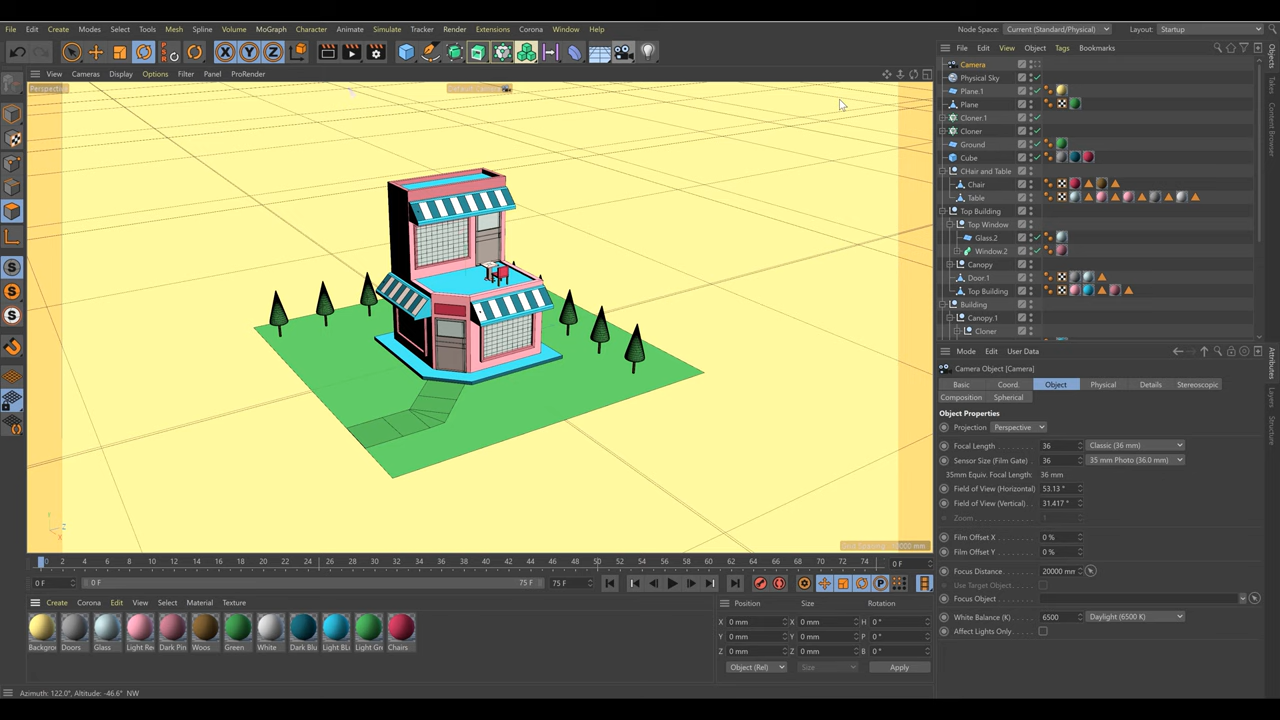 File Edit Create Modes Select Tools Mesh Spline Volume MoGraph Character Animate Simulate Tracker Render Extensions Corona Window Help Node Space: Current (Standard/Physical) Layout: Startup
View Cameras Display Options Filter Panel ProRender
File Edit View Object Tags Bookmarks
Perspective
Camera
Physical Sky
Plane.1
Plane
Cloner.1
Cloner
Ground
Cube
CHair and Table
Chair
Table
Top Building
Top Window
Glass.2
Window.2
Canopy
Door.1
Top Building
Building
Canopy.1
Cloner
Objects
Takes
Content Browser
Mode Edit User Data
Camera Object [Camera]
Basic Coord. Object Physical Details Stereoscopic
Composition Spherical
Object Properties
Projection Perspective
Focal Length 36 Classic (36 mm)
Sensor Size (Film Gate) 36 35 mm Photo (36.0 mm)
35mm Equiv. Focal Length: 36 mm
Field of View (Horizontal) 53.13 °
Field of View (Vertical) 31.417 °
Zoom 1
Film Offset X 0 %
Film Offset Y 0 %
Focus Distance 20000 mm
Use Target Object
Focus Object
White Balance (K) 6500 Daylight (6500 K)
Affect Lights Only
Attributes
Layers
Structure
0 2 4 6 8 10 12 14 16 18 20 22 24 26 28 30 32 34 36 38 40 42 44 46 48 50 52 54 56 58 60 62 64 66 68 70 72 74 0 F
0 F 0 F 75 F 75 F
Create Corona Edit View Select Material Texture
Backgro Doors Glass Light Re Dark Pin Woos Green White Dark Blu Light BL Light Gr Chairs
Position Size Rotation
X 0 mm X 0 mm H 0 °
Y 0 mm Y 0 mm P 0 °
Z 0 mm Z 0 mm B 0 °
Object (Rel) Size Apply
Azimuth: 122.0°, Altitude: -46.6° NW